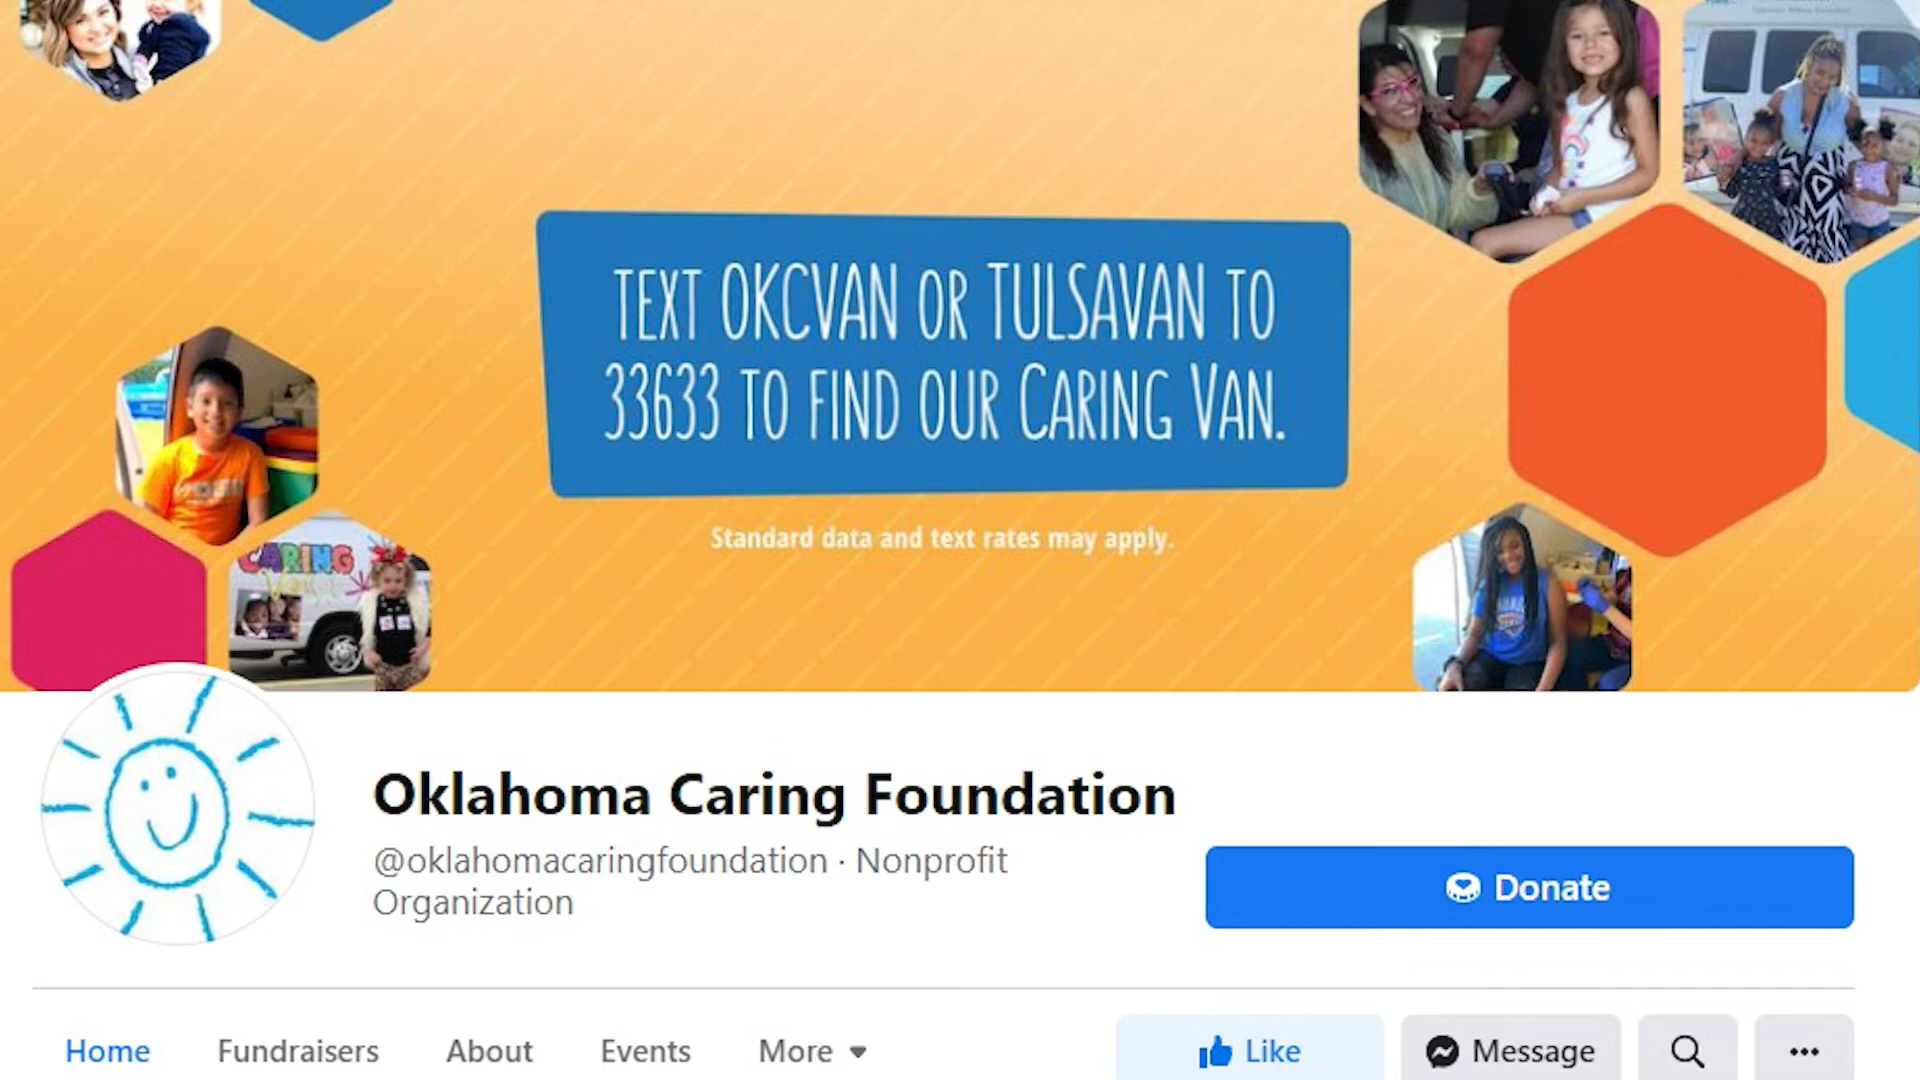 TEXT OKCVAN OR TULSAVAN TO
33633 TO FIND OUR CARING VAN.
Standard data and text rates may apply.
CARING
Oklahoma Caring Foundation
@oklahomacaringfoundation · Nonprofit
Organization
Donate
Home Fundraisers About Events More
Like Message